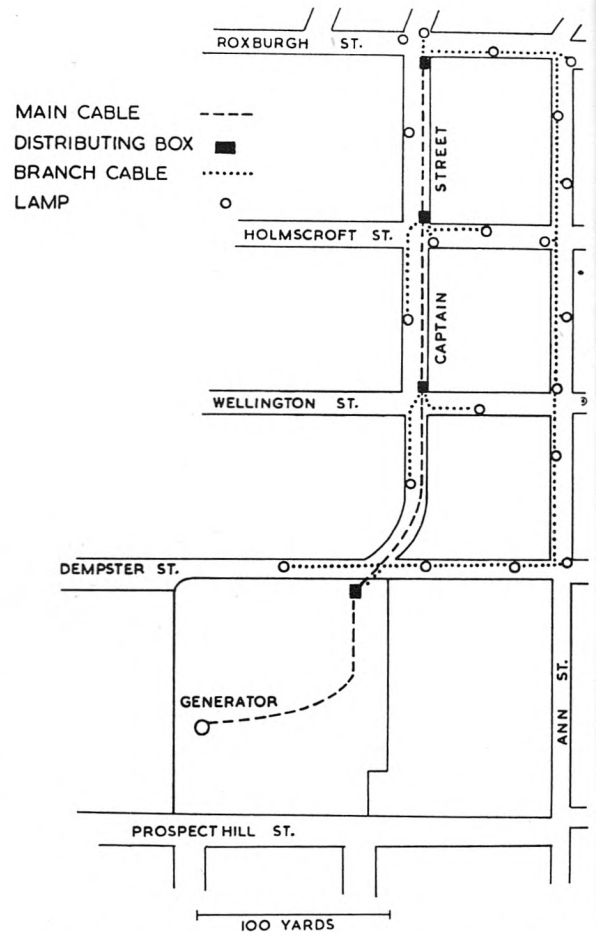 ROXBURGH ST.
MAIN CABLE
DISTRIBUTING BOX
BRANCH CABLE
LAMP
STREET
HOLMSCROFT ST.
CAPTAIN
WELLINGTON ST.
DEMPSTER ST.
GENERATOR
ANN ST.
PROSPECT HILL ST.
100 YARDS